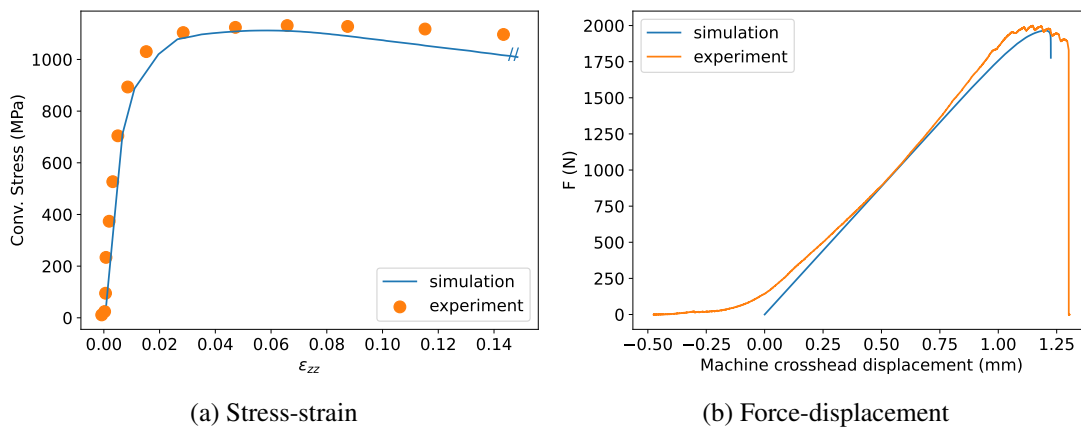 1000
800
600
400
200
0
Conv. Stress (MPa)
0.00 0.02 0.04 0.06 0.08 0.10 0.12 0.14
ε_zz
simulation
experiment
(a) Stress-strain
2000
1750
1500
1250
1000
750
500
250
0
F (N)
−0.50 −0.25 0.00 0.25 0.50 0.75 1.00 1.25
Machine crosshead displacement (mm)
simulation
experiment
(b) Force-displacement